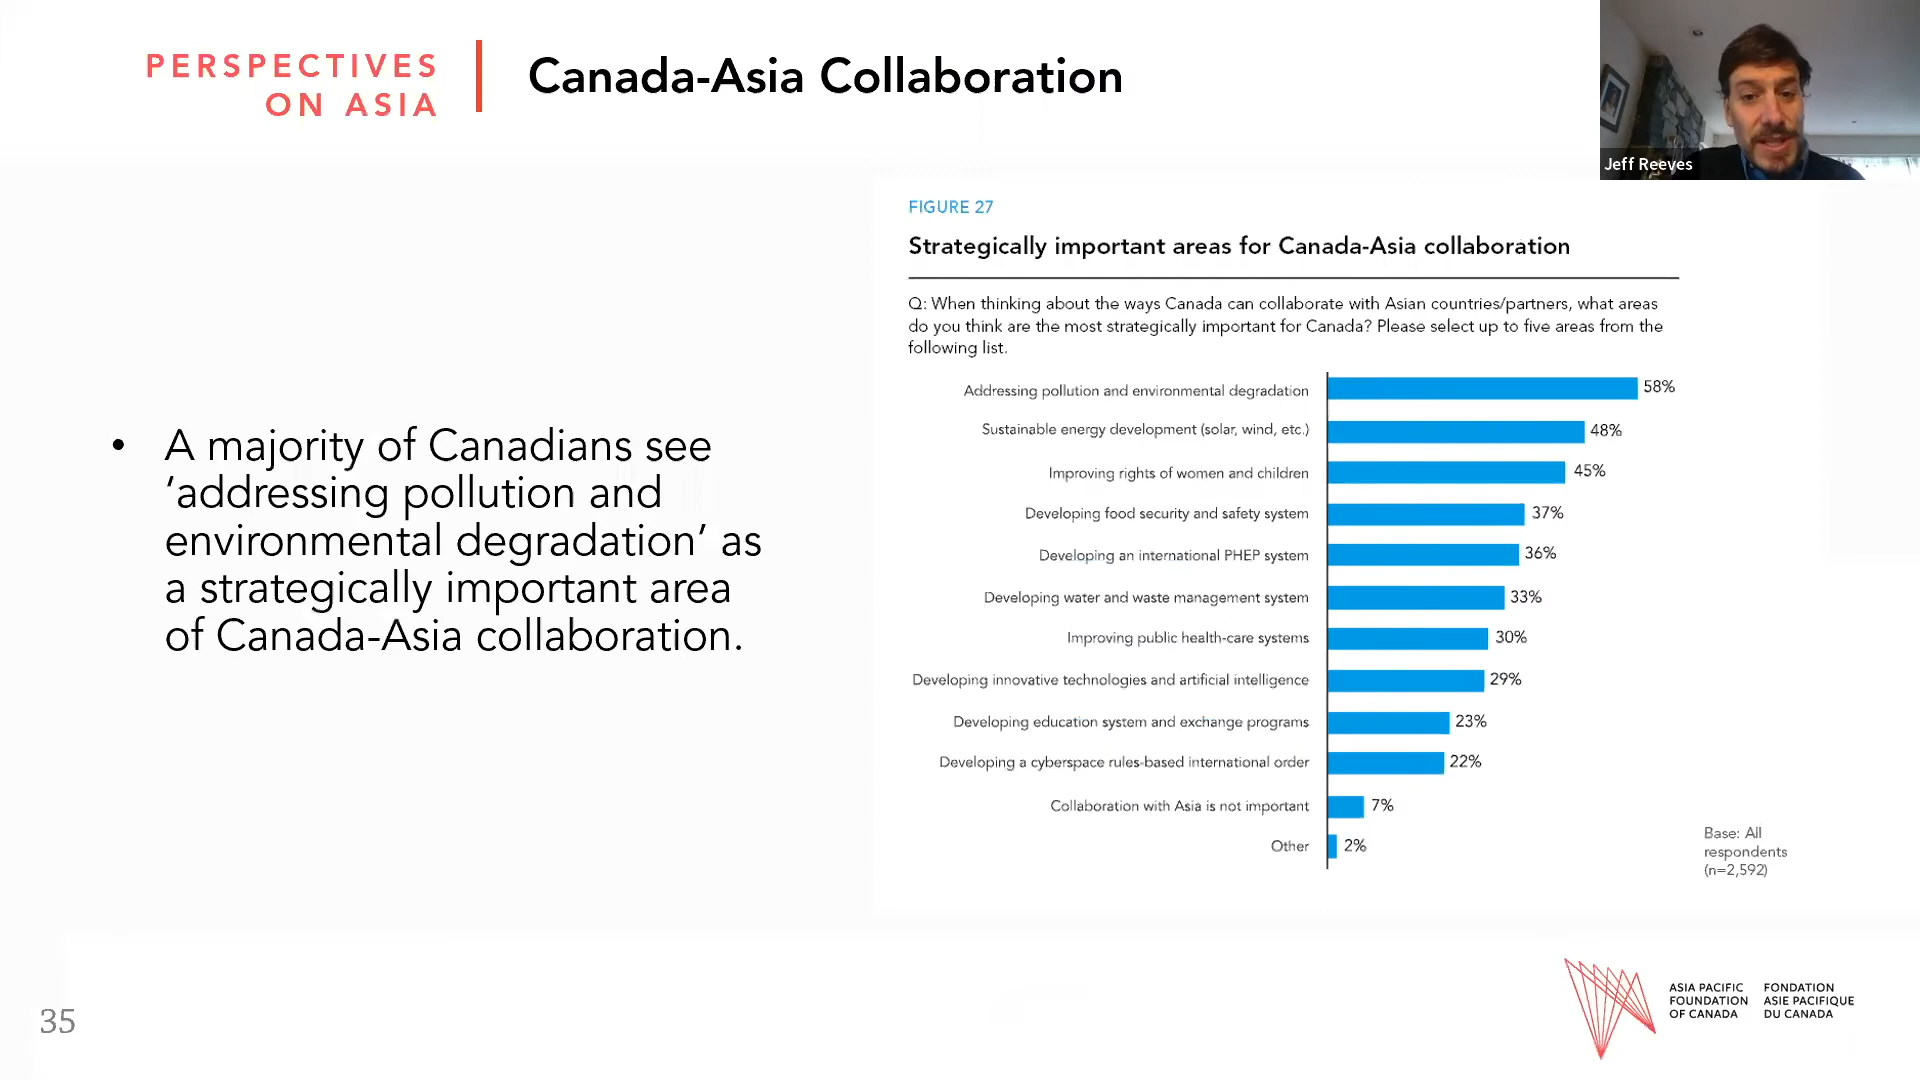 PERSPECTIVES
ON ASIA
Canada-Asia Collaboration
Jeff Reeves
• A majority of Canadians see
‘addressing pollution and
environmental degradation’ as
a strategically important area
of Canada-Asia collaboration.
FIGURE 27
Strategically important areas for Canada-Asia collaboration
Q: When thinking about the ways Canada can collaborate with Asian countries/partners, what areas
do you think are the most strategically important for Canada? Please select up to five areas from the
following list.
Addressing pollution and environmental degradation 58%
Sustainable energy development (solar, wind, etc.) 48%
Improving rights of women and children 45%
Developing food security and safety system 37%
Developing an international PHEP system 36%
Developing water and waste management system 33%
Improving public health-care systems 30%
Developing innovative technologies and artificial intelligence 29%
Developing education system and exchange programs 23%
Developing a cyberspace rules-based international order 22%
Collaboration with Asia is not important 7%
Other 2%
Base: All
respondents
(n=2,592)
35
ASIA PACIFIC
FOUNDATION
OF CANADA
FONDATION
ASIE PACIFIQUE
DU CANADA